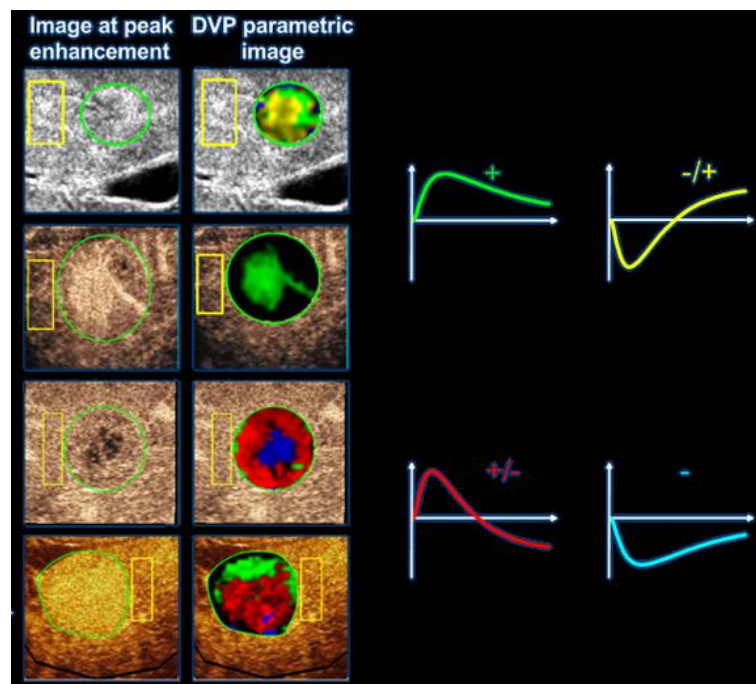 Image at peak
enhancement
DVP parametric
image
+
-/+
+/-
-